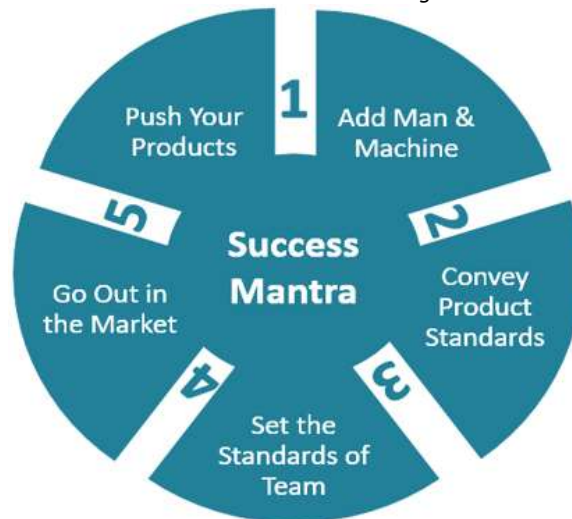 1
Add Man &
Machine
2
Convey
Product
Standards
3
Set the
Standards of
Team
4
Go Out in
the Market
5
Push Your
Products
Success
Mantra